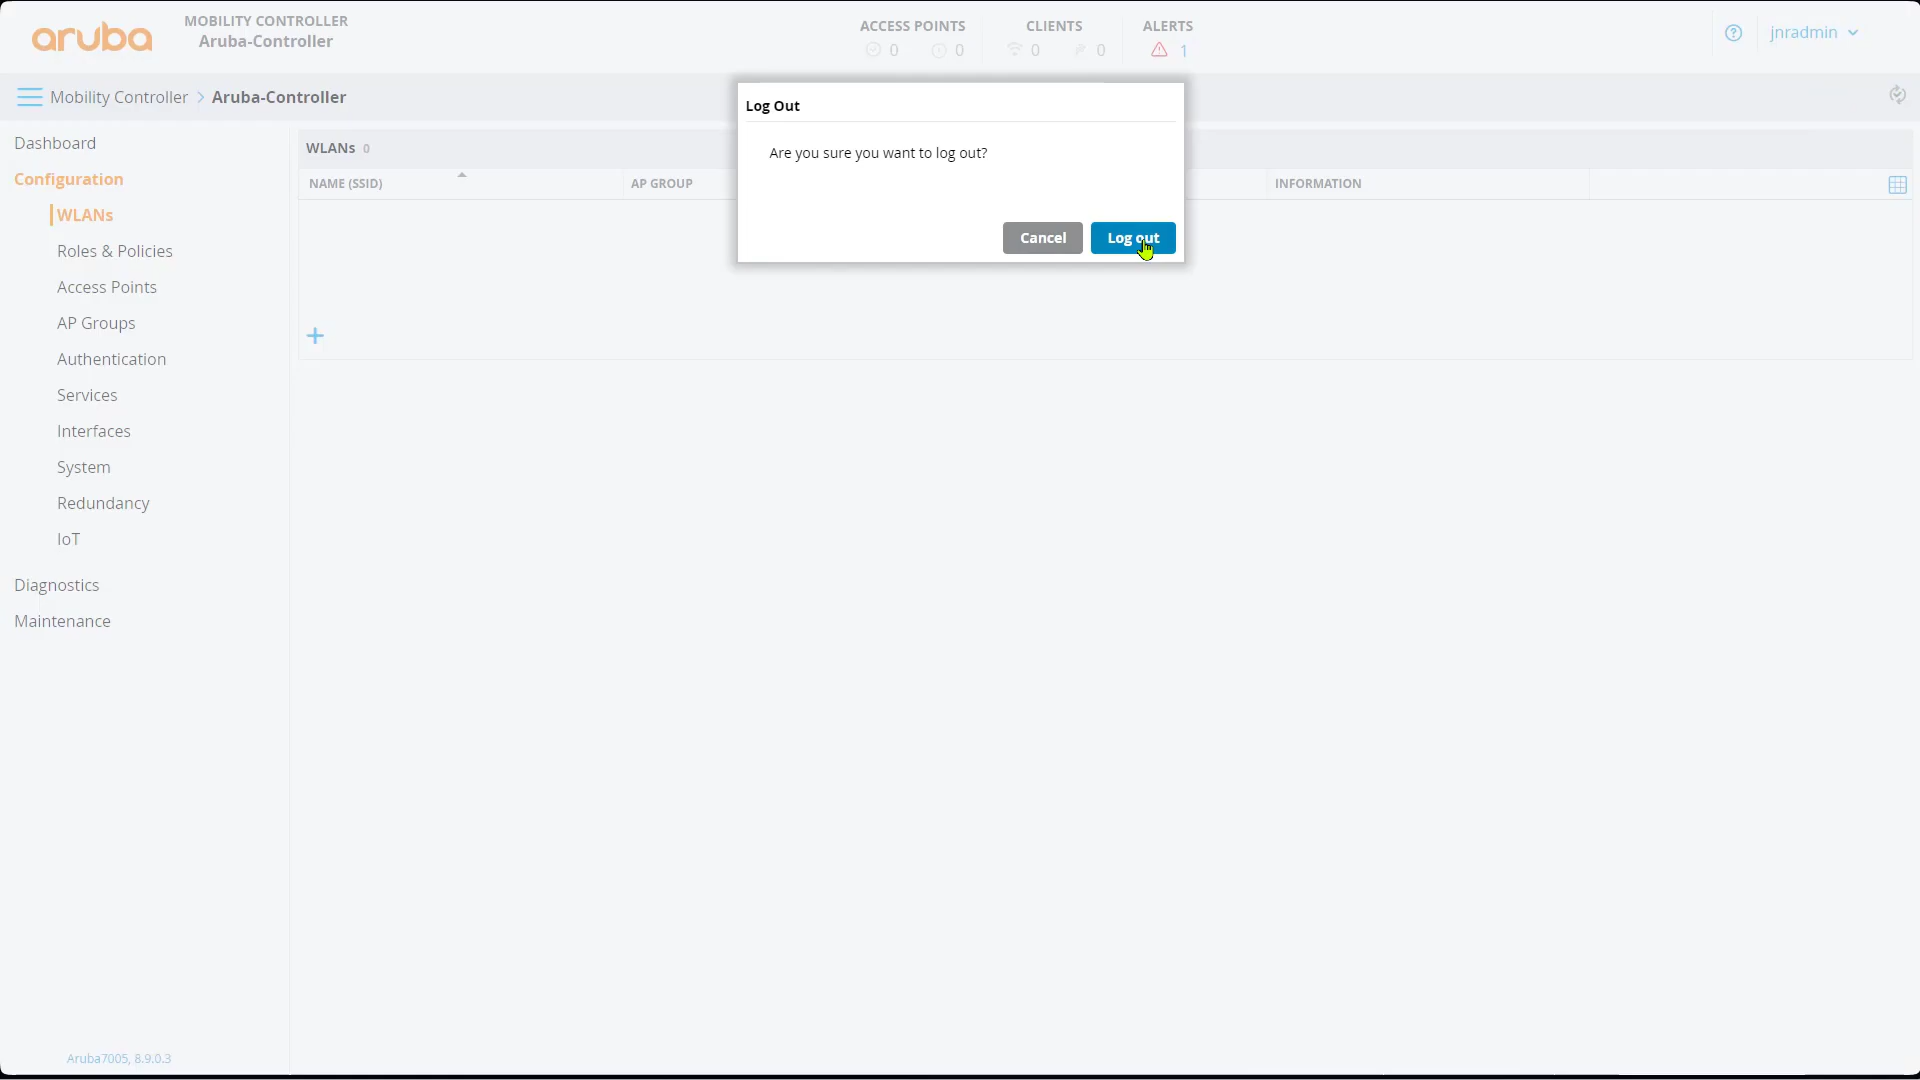 aruba
MOBILITY CONTROLLER
Aruba-Controller
ACCESS POINTS
0 0
CLIENTS
0 0
ALERTS
1
jnradmin
Mobility Controller > Aruba-Controller
Log Out
Are you sure you want to log out?
Cancel
Log out
Dashboard
Configuration
WLANs
Roles & Policies
Access Points
AP Groups
Authentication
Services
Interfaces
System
Redundancy
IoT
Diagnostics
Maintenance
WLANs 0
NAME (SSID)
AP GROUP
INFORMATION
+
Aruba7005, 8.9.0.3